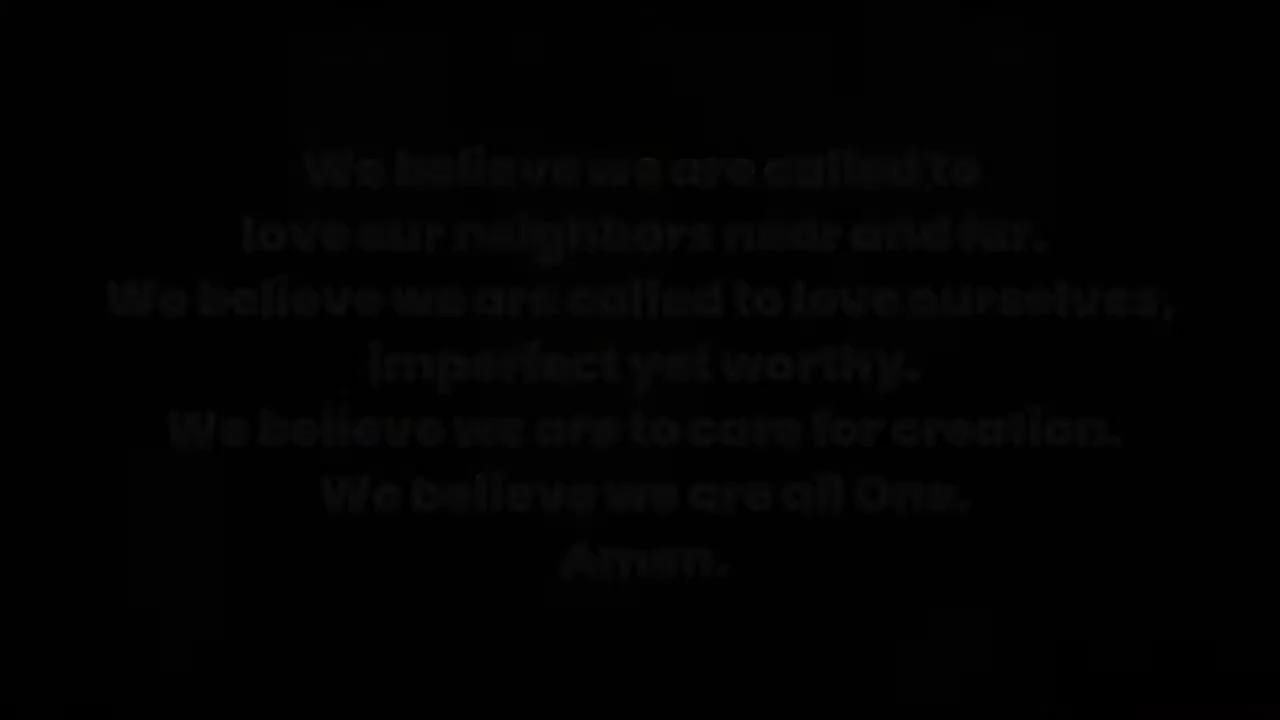 We believe we are called to
love our neighbors near and far.
We believe we are called to love ourselves,
imperfect yet worthy.
We believe we are to care for creation.
We believe we are all One.
Amen.